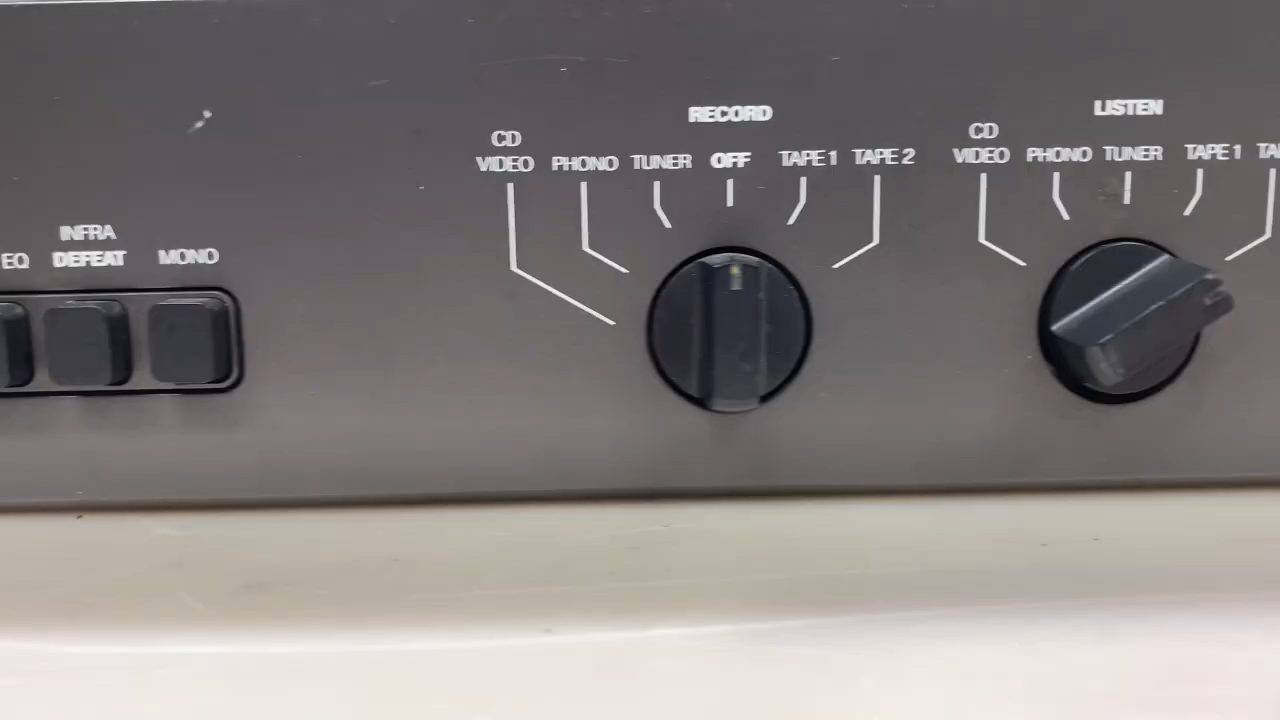 RECORD
CD
VIDEO PHONO TUNER OFF TAPE 1 TAPE 2
LISTEN
CD
VIDEO PHONO TUNER TAPE 1 TA
INFRA
EQ DEFEAT MONO